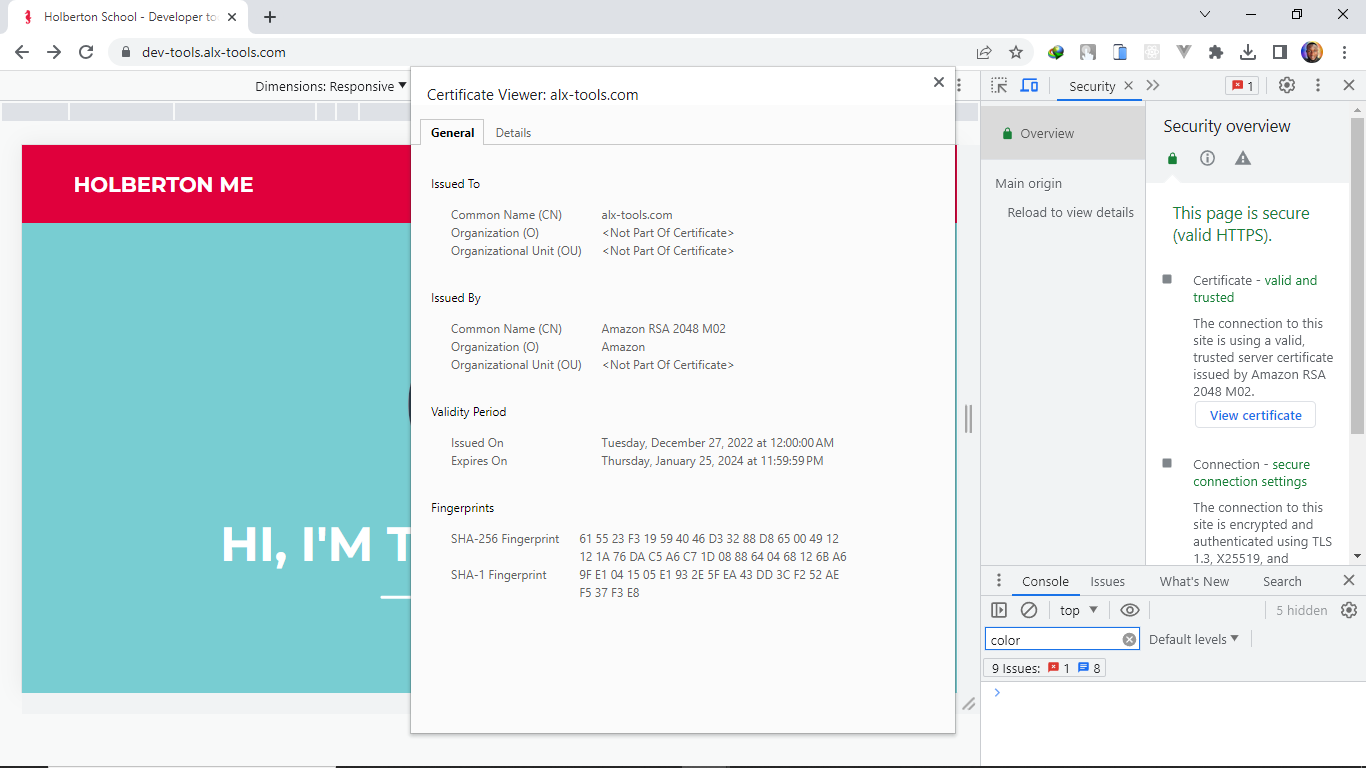 Holberton School - Developer to
dev-tools.alx-tools.com
Dimensions: Responsive
HOLBERTON ME
HI, I'M T
Certificate Viewer: alx-tools.com
General
Details
Issued To
Common Name (CN) alx-tools.com
Organization (O) <Not Part Of Certificate>
Organizational Unit (OU) <Not Part Of Certificate>
Issued By
Common Name (CN) Amazon RSA 2048 M02
Organization (O) Amazon
Organizational Unit (OU) <Not Part Of Certificate>
Validity Period
Issued On Tuesday, December 27, 2022 at 12:00:00 AM
Expires On Thursday, January 25, 2024 at 11:59:59 PM
Fingerprints
SHA-256 Fingerprint 61 55 23 F3 19 59 40 46 D3 32 88 D8 65 00 49 12
12 1A 76 DA C5 A6 C7 1D 08 88 64 04 68 12 6B A6
SHA-1 Fingerprint 9F E1 04 15 05 E1 93 2E 5F EA 43 DD 3C F2 52 AE
F5 37 F3 E8
Security
1
Overview
Main origin
Reload to view details
Security overview
This page is secure
(valid HTTPS).
Certificate - valid and
trusted
The connection to this
site is using a valid,
trusted server certificate
issued by Amazon RSA
2048 M02.
View certificate
Connection - secure
connection settings
The connection to this
site is encrypted and
authenticated using TLS
1.3, X25519, and
Console
Issues
What's New
Search
top
5 hidden
color
Default levels
9 Issues: 1 8